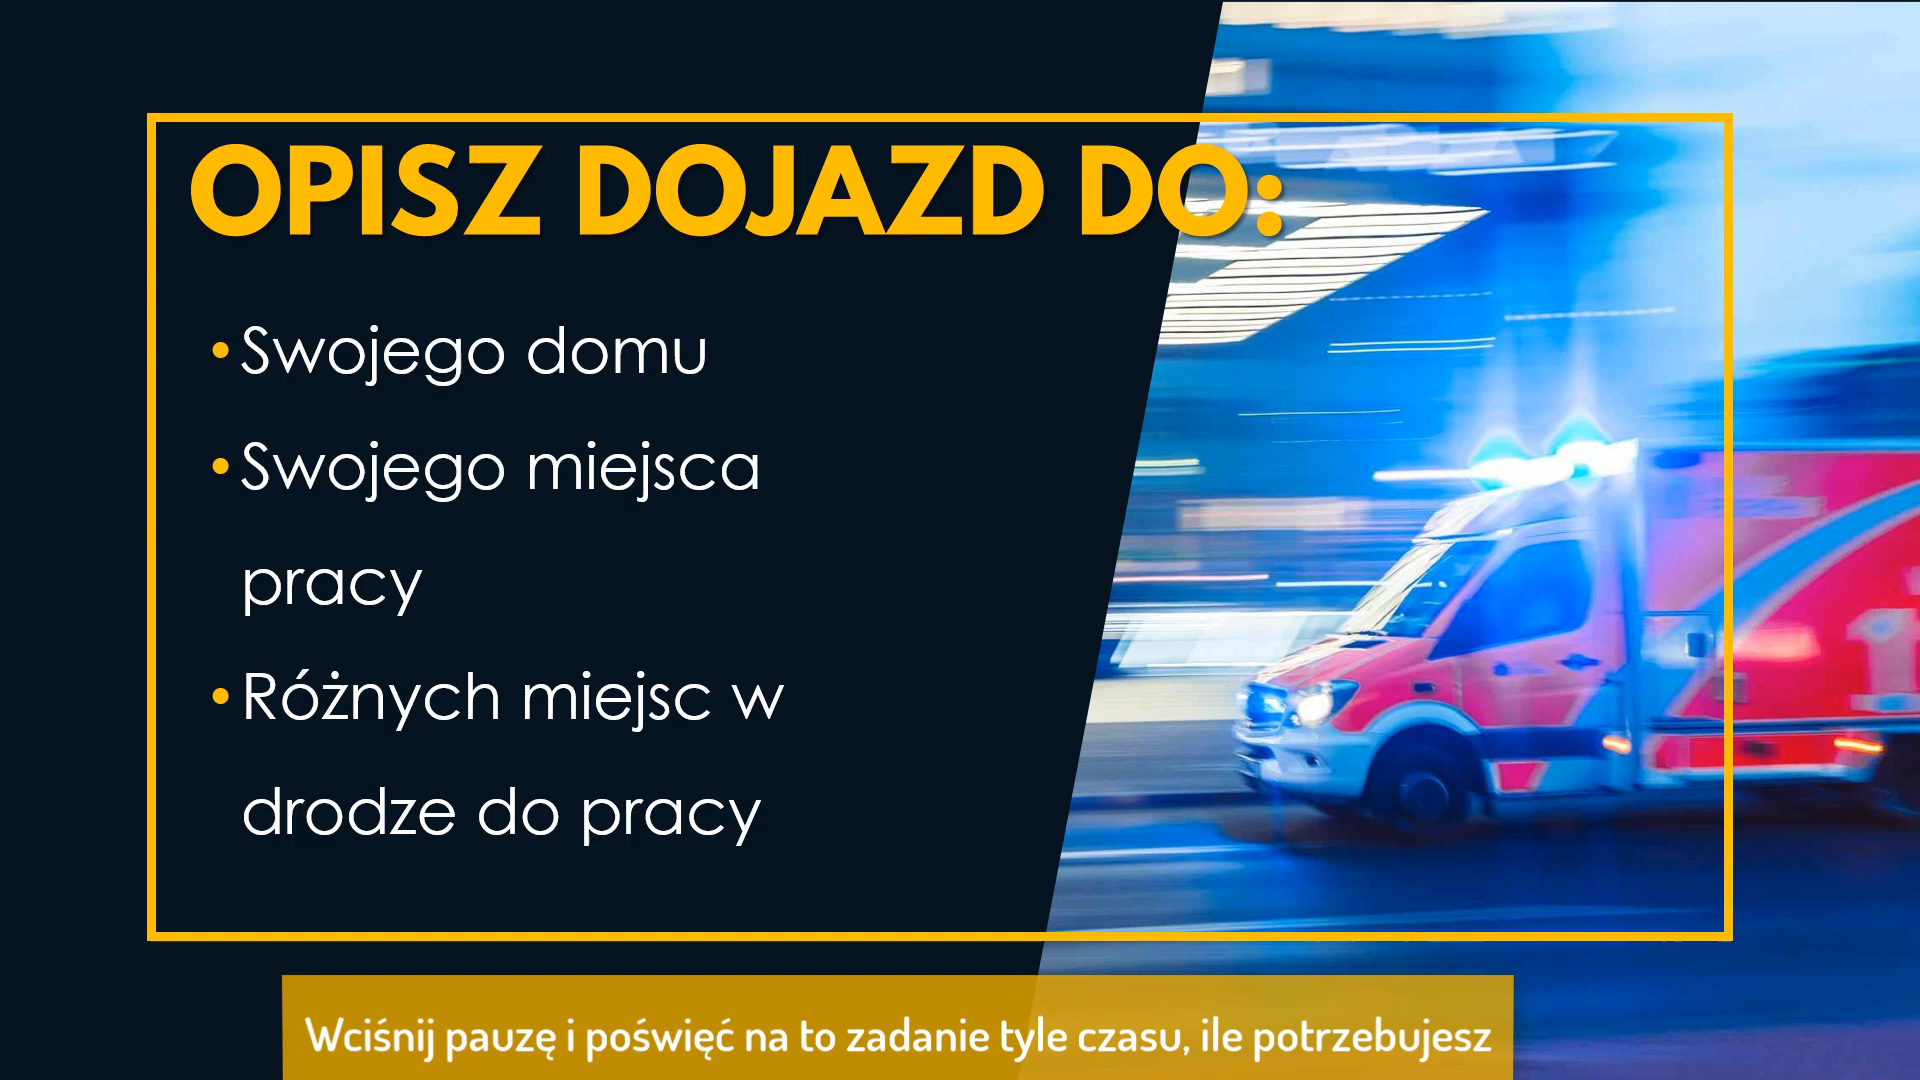 OPISZ DOJAZD DO:
•Swojego domu
•Swojego miejsca
pracy
•Różnych miejsc w
drodze do pracy
Wciśnij pauzę i poświęć na to zadanie tyle czasu, ile potrzebujesz